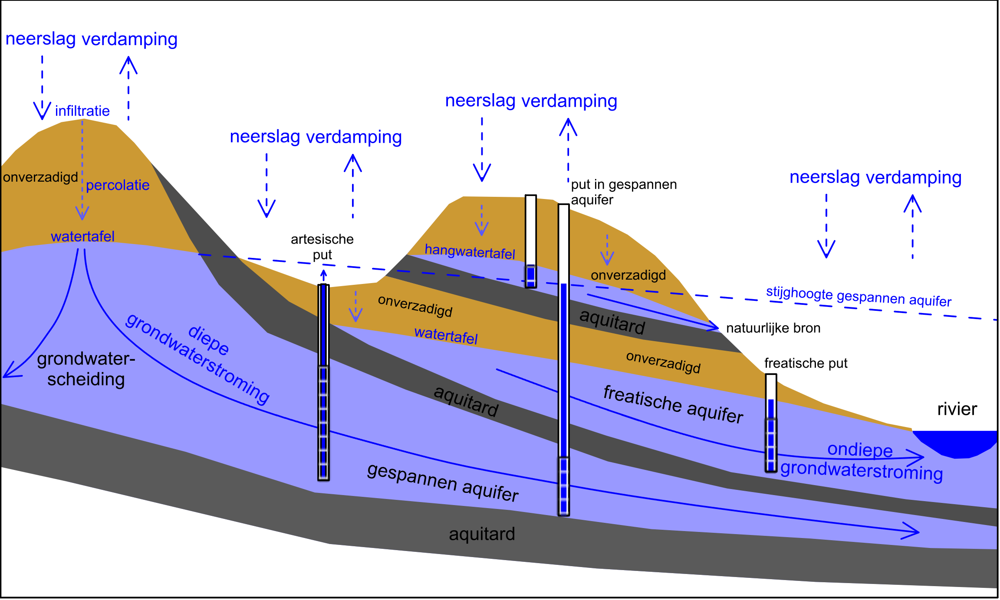 neerslag verdamping
infiltratie
onverzadigd
percolatie
watertafel
grondwater-
scheiding
diepe
grondwaterstroming
neerslag verdamping
artesische
put
onverzadigd
watertafel
neerslag verdamping
put in gespannen
aquifer
hangwatertafel
onverzadigd
aquitard
natuurlijke bron
onverzadigd
neerslag verdamping
stijghoogte gespannen aquifer
freatische put
freatische aquifer
rivier
ondiepe
grondwaterstroming
aquitard
gespannen aquifer
aquitard